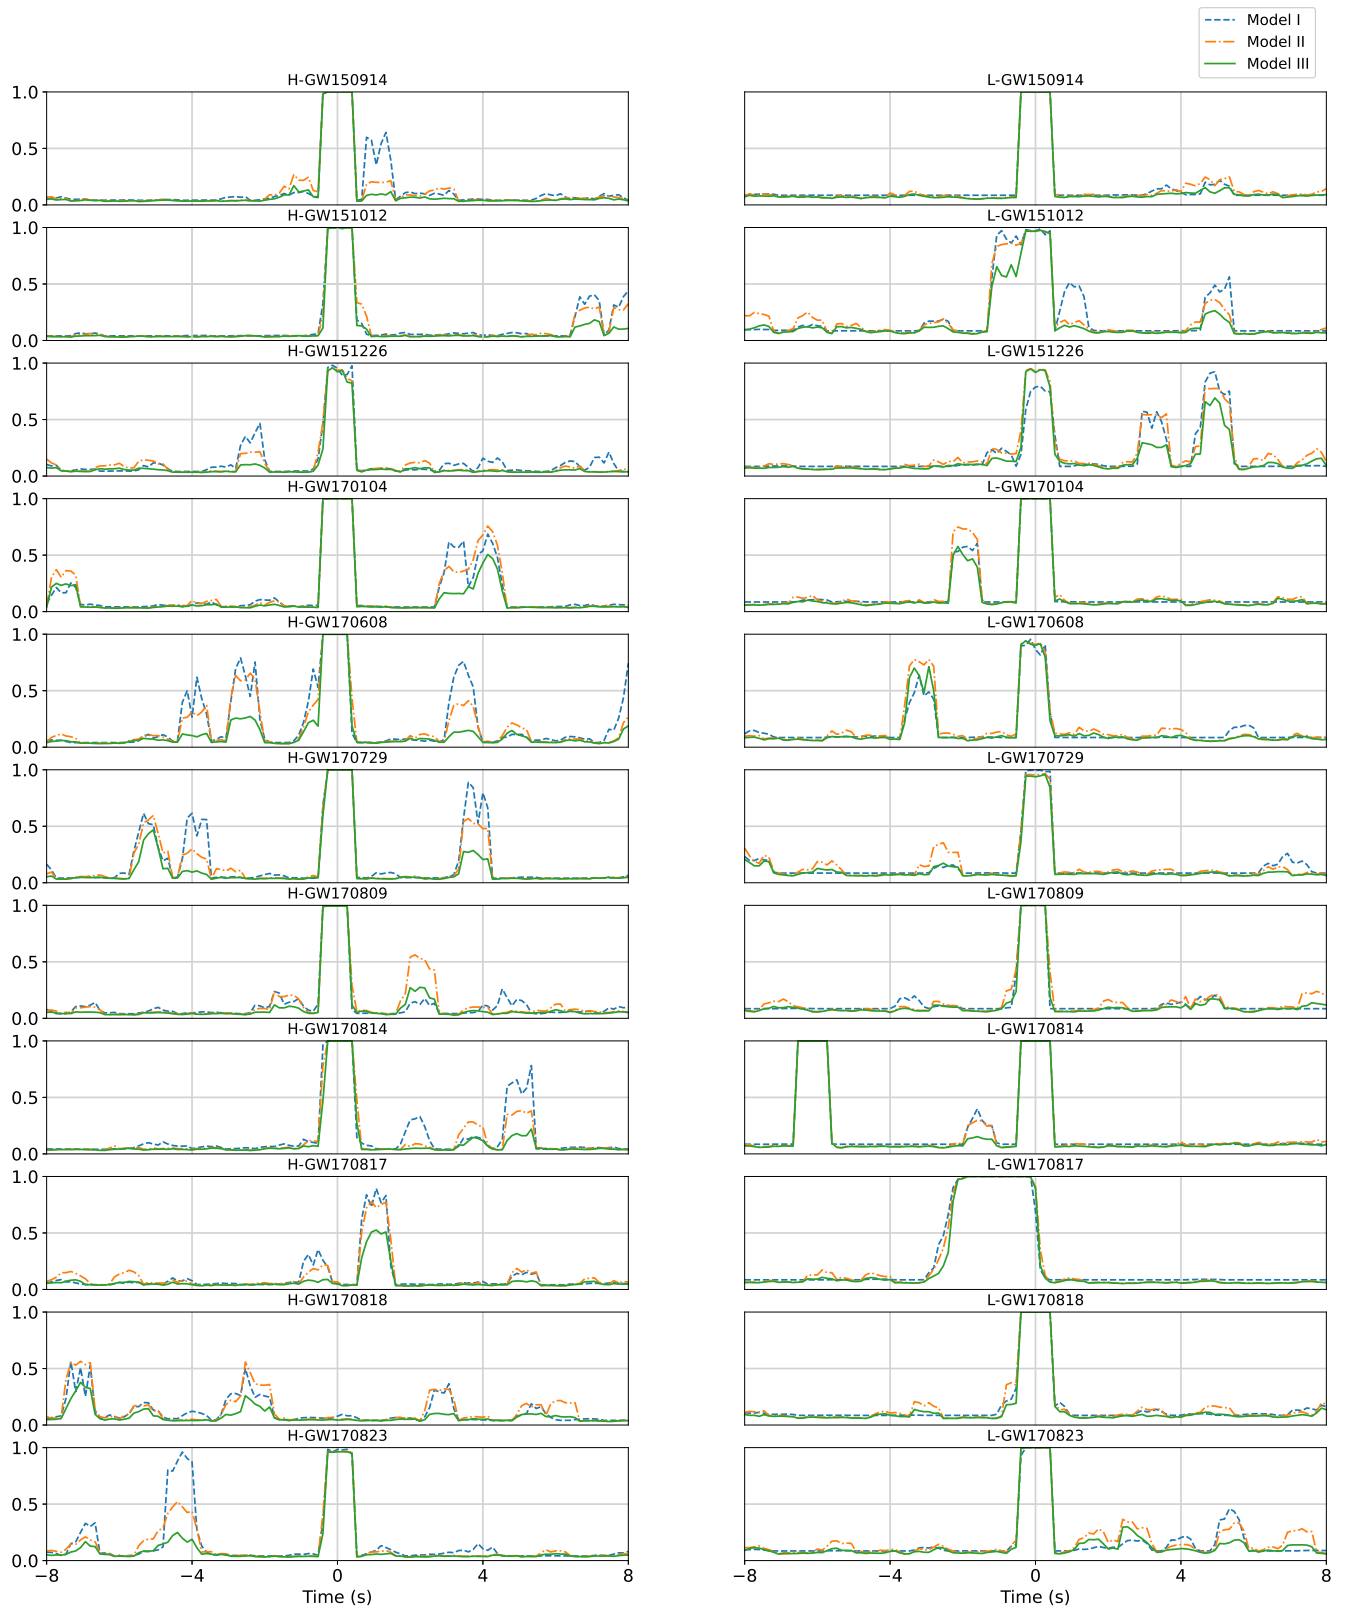 Model I
Model II
Model III
H-GW150914 L-GW150914
1.0
0.5
0.0
H-GW151012 L-GW151012
1.0
0.5
0.0
H-GW151226 L-GW151226
1.0
0.5
0.0
H-GW170104 L-GW170104
1.0
0.5
0.0
H-GW170608 L-GW170608
1.0
0.5
0.0
H-GW170729 L-GW170729
1.0
0.5
0.0
H-GW170809 L-GW170809
1.0
0.5
0.0
H-GW170814 L-GW170814
1.0
0.5
0.0
H-GW170817 L-GW170817
1.0
0.5
0.0
H-GW170818 L-GW170818
1.0
0.5
0.0
H-GW170823 L-GW170823
1.0
0.5
0.0
−8 −4 0 4 8 −8 −4 0 4 8
Time (s) Time (s)